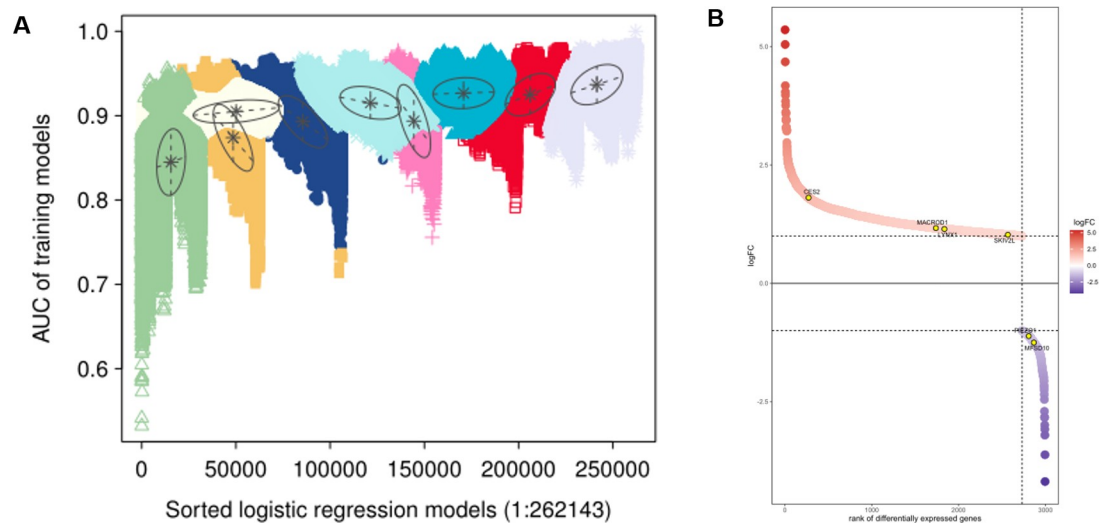 A
1.0
0.9
0.8
0.7
0.6
AUC of training models
0
50000
100000
150000
200000
250000
Sorted logistic regression models (1:262143)
B
5.0
2.5
0.0
-2.5
logFC
CES2
MACROD1
SKIV2L
MFSD10
0
1000
2000
3000
rank of differentially expressed genes
logFC
5.0
2.5
0.0
-2.5